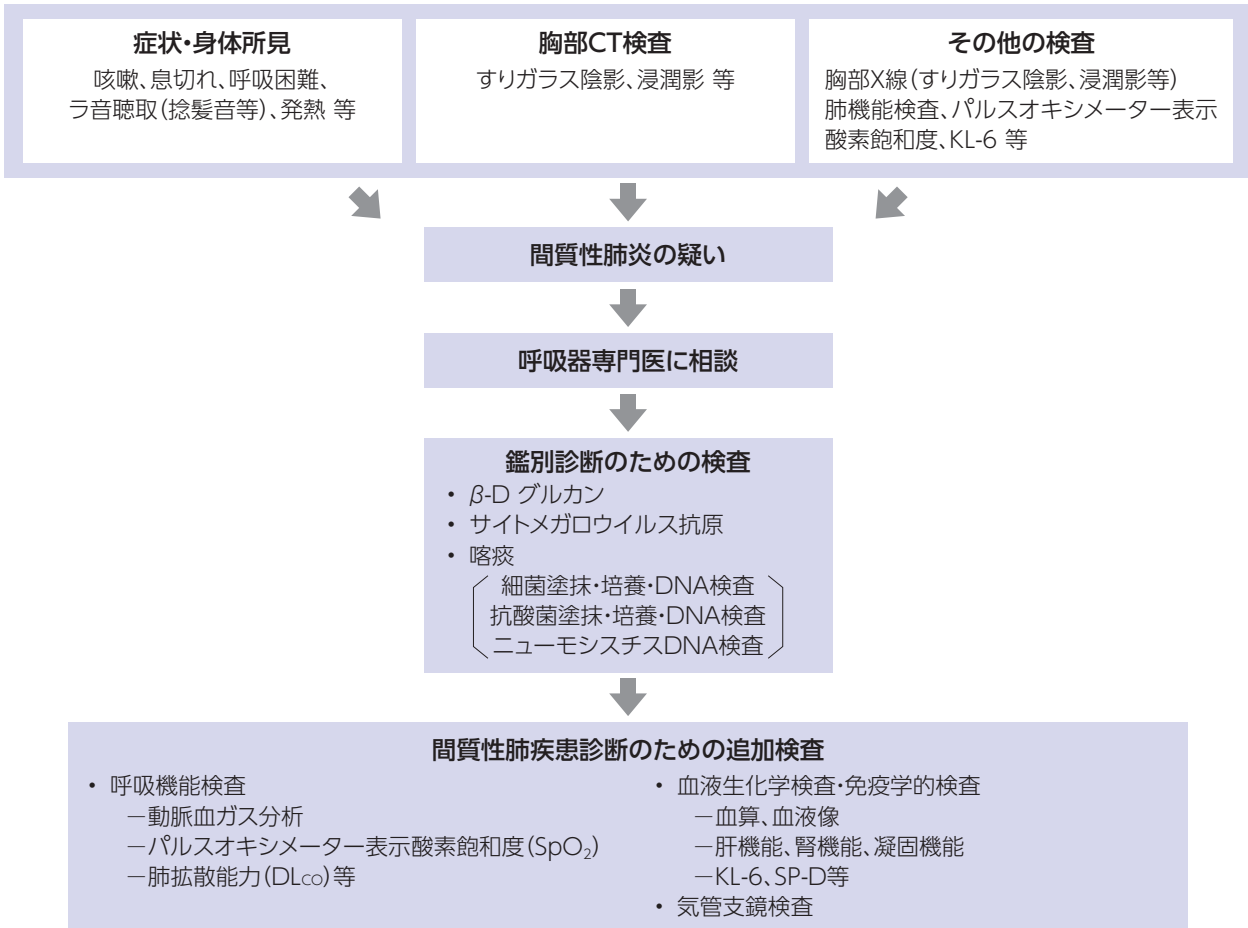 症状・身体所見
咳嗽、息切れ、呼吸困難、
ラ音聴取(捻髪音等)、発熱 等
胸部CT検査
すりガラス陰影、浸潤影 等
その他の検査
胸部X線(すりガラス陰影、浸潤影等)
肺機能検査、パルスオキシメーター表示
酸素飽和度、KL-6 等
間質性肺炎の疑い
呼吸器専門医に相談
鑑別診断のための検査
・ β-D グルカン
・ サイトメガロウイルス抗原
・ 喀痰
細菌塗抹・培養・DNA検査
抗酸菌塗抹・培養・DNA検査
ニューモシスチスDNA検査
間質性肺疾患診断のための追加検査
・ 呼吸機能検査
－動脈血ガス分析
－パルスオキシメーター表示酸素飽和度(SpO₂)
－肺拡散能力(DLco)等
・ 血液生化学検査・免疫学的検査
－血算、血液像
－肝機能、腎機能、凝固機能
－KL-6、SP-D等
・ 気管支鏡検査